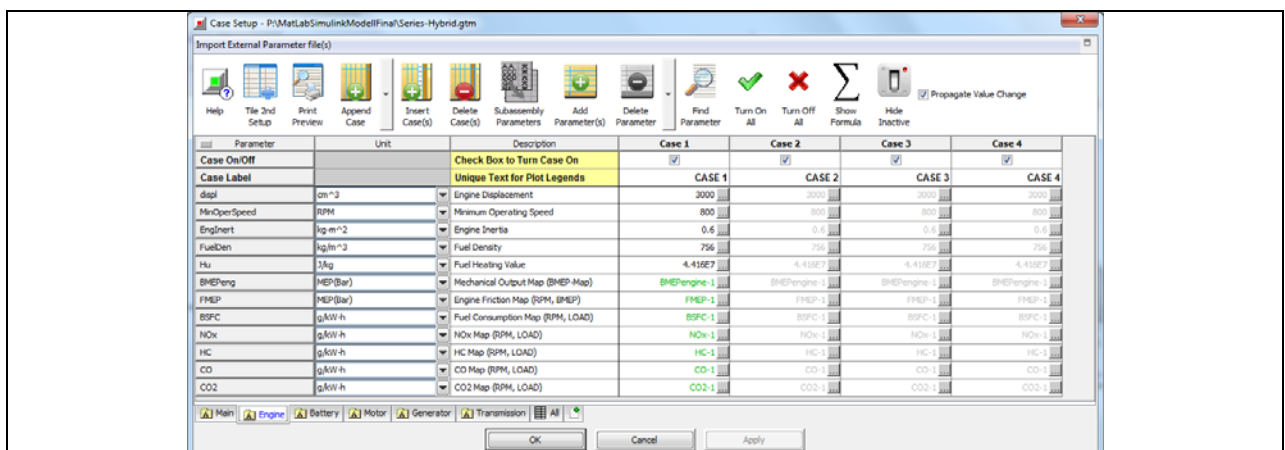 Case Setup - P:\MatLabSimulinkModellFinal\Series-Hybrid.gtm
Import External Parameter file(s)
Help Tile 2nd Setup Print Preview Append Case Insert Case(s) Delete Case(s) Subassembly Parameters Add Parameter(s) Delete Parameter Find Parameter Turn On All Turn Off All Show Formula Hide Inactive Propagate Value Change
Parameter Unit Description Case 1 Case 2 Case 3 Case 4
Case On/Off Check Box to Turn Case On
Case Label Unique Text for Plot Legends CASE 1 CASE 2 CASE 3 CASE 4
displ cm^3 Engine Displacement 3000 3000 3000 3000
MinOperSpeed RPM Minimum Operating Speed 800 800 800 800
EngInert kg-m^2 Engine Inertia 0.6 0.6 0.6 0.6
FuelDen kg/m^3 Fuel Density 756 756 756 756
Hu J/kg Fuel Heating Value 4.416E7 4.416E7 4.416E7 4.416E7
BMEPeng MEP(Bar) Mechanical Output Map (BMEP-Map) BMEPengine-1 BMEPengine-1 BMEPengine-1 BMEPengine-1
FMEP MEP(Bar) Engine Friction Map (RPM, BMEP) FMEP-1 FMEP-1 FMEP-1 FMEP-1
BSFC g/kW-h Fuel Consumption Map (RPM, LOAD) BSFC-1 BSFC-1 BSFC-1 BSFC-1
NOx g/kW-h NOx Map (RPM, LOAD) NOx-1 NOx-1 NOx-1 NOx-1
HC g/kW-h HC Map (RPM, LOAD) HC-1 HC-1 HC-1 HC-1
CO g/kW-h CO Map (RPM, LOAD) CO-1 CO-1 CO-1 CO-1
CO2 g/kW-h CO2 Map (RPM, LOAD) CO2-1 CO2-1 CO2-1 CO2-1
Main Engine Battery Motor Generator Transmission All
OK Cancel Apply